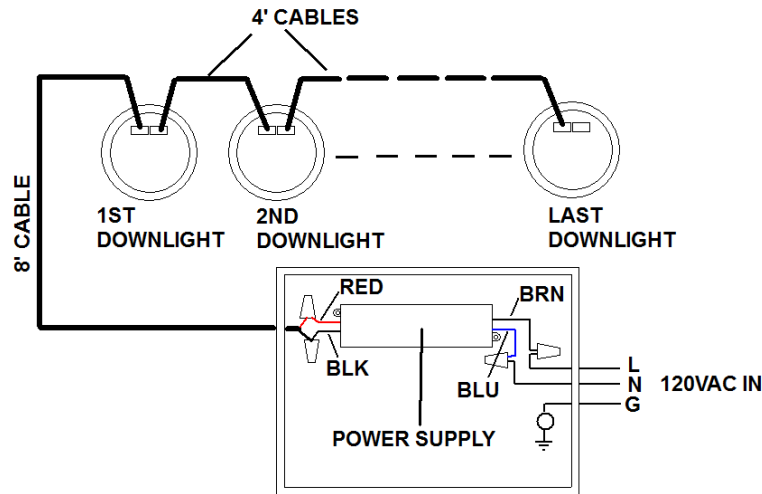 4' CABLES
8' CABLE
1ST
DOWNLIGHT
2ND
DOWNLIGHT
LAST
DOWNLIGHT
RED
BRN
BLK
BLU
L
N
G
120VAC IN
POWER SUPPLY